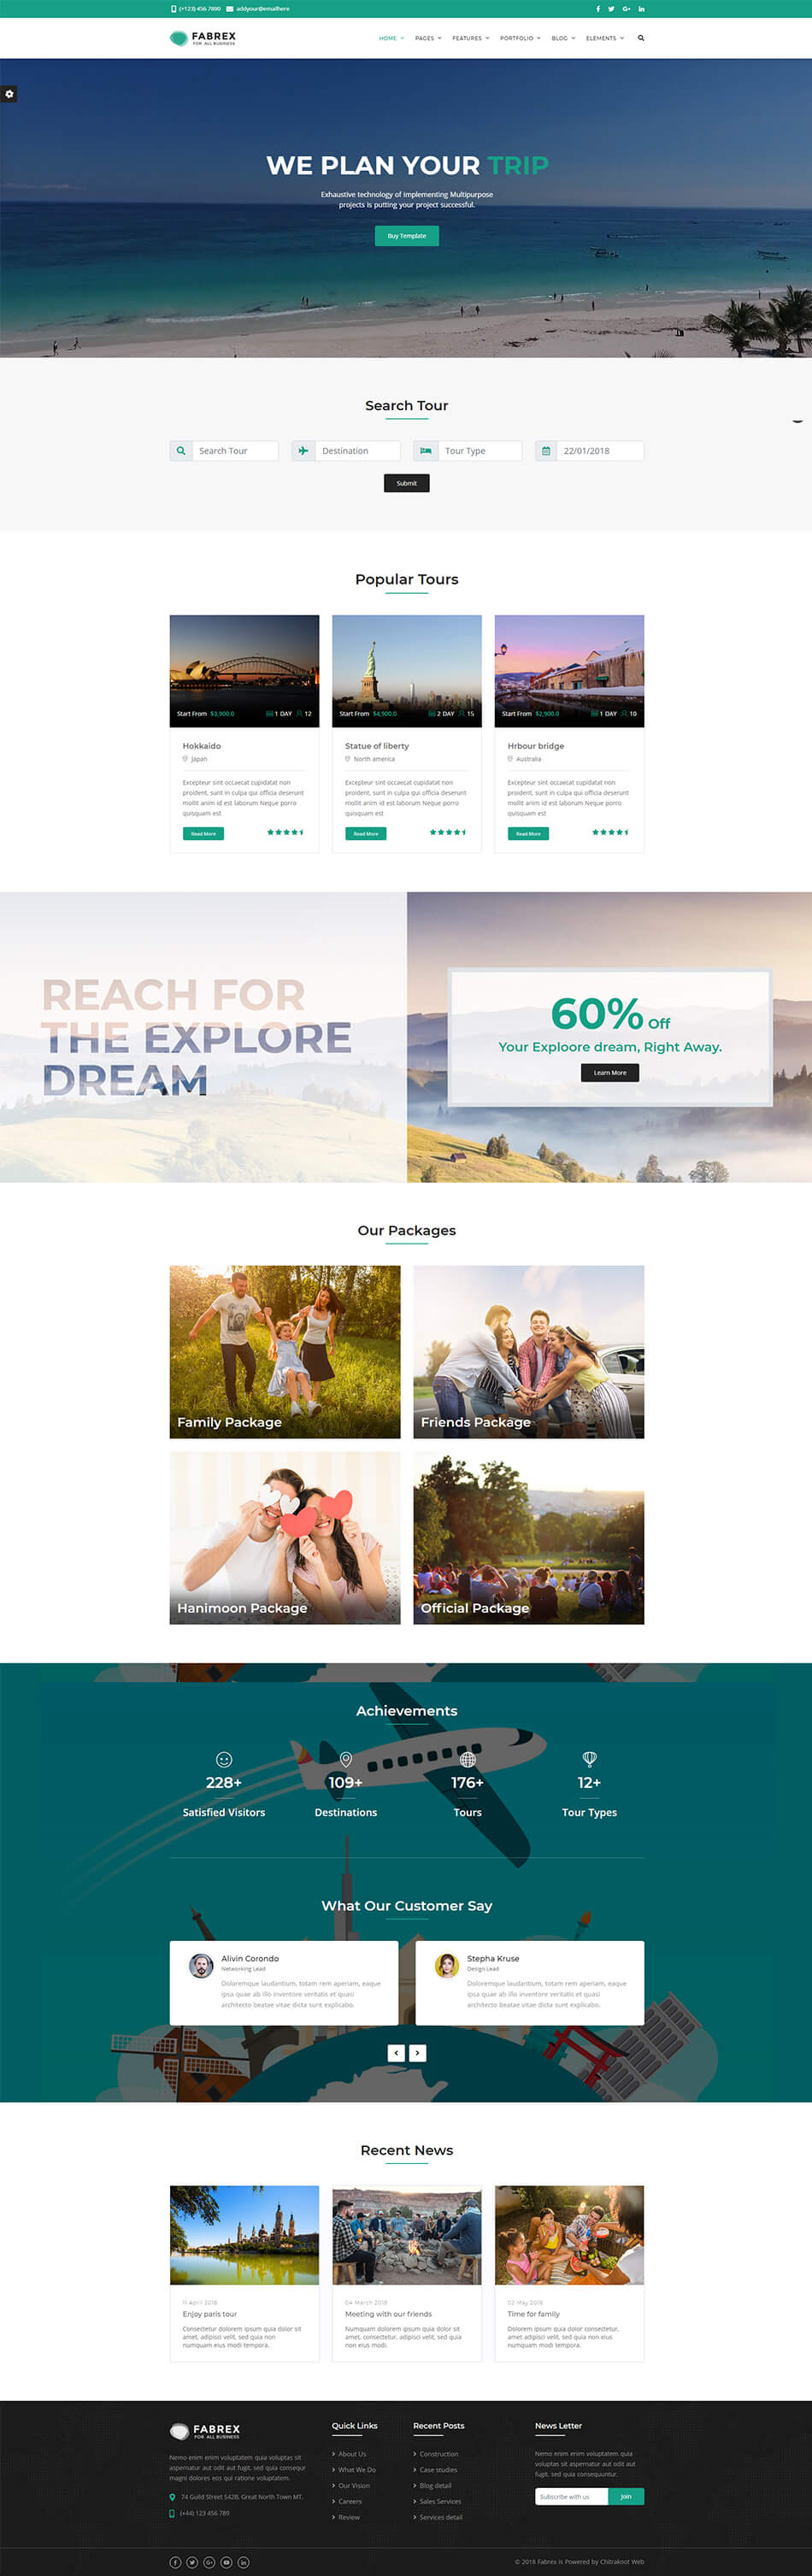 (+123) 456 7890 addyour@emailhere
FABREX
FOR ALL BUSINESS
HOME PAGES FEATURES PORTFOLIO BLOG ELEMENTS
WE PLAN YOUR TRIP
Exhaustive technology of implementing Multipurpose
projects is putting your project successful.
Buy Template
Search Tour
Search Tour Destination Tour Type 22/01/2018
Submit
Popular Tours
Start From $3,900.0 1 DAY 12
Hokkaido
Japan
Excepteur sint occaecat cupidatat non
proident, sunt in culpa qui officia deserunt
mollit anim id est laborum Neque porro
quisquam est
Read More
Start From $4,900.0 2 DAY 15
Statue of liberty
North america
Excepteur sint occaecat cupidatat non
proident, sunt in culpa qui officia deserunt
mollit anim id est laborum Neque porro
quisquam est
Read More
Start From $2,900.0 1 DAY 10
Hrbour bridge
Australia
Excepteur sint occaecat cupidatat non
proident, sunt in culpa qui officia deserunt
mollit anim id est laborum Neque porro
quisquam est
Read More
REACH FOR
THE EXPLORE
DREAM
60% Off
Your Exploore dream, Right Away.
Learn More
Our Packages
Family Package
Friends Package
Hanimoon Package
Official Package
Achievements
228+
Satisfied Visitors
109+
Destinations
176+
Tours
12+
Tour Types
What Our Customer Say
Alivin Corondo
Networking Lead
Doloremque laudantium, totam rem aperiam, eaque
ipsa quae ab illo inventore veritatis et quasi
architecto beatae vitae dicta sunt explicabo.
Stepha Kruse
Design Lead
Doloremque laudantium, totam rem aperiam, eaque
ipsa quae ab illo inventore veritatis et quasi
architecto beatae vitae dicta sunt explicabo.
Recent News
11 April 2018
Enjoy paris tour
Consectetur dolorem ipsum quia dolor sit
amet, adipisci velit, sed quia non
numquam eius modi tempora.
04 March 2018
Meeting with our friends
Numquam dolorem ipsum quia dolor sit
amet, consectetur, adipisci velit, sed quia
non eius modi.
02 May 2018
Time for family
Dolorem ipsum quia dolor consectetur,
amet adipisci velit, sed quia non eius
numquam modi tempora.
FABREX
FOR ALL BUSINESS
Nemo enim enim voluptatem quia voluptas sit
aspernatur aut odit aut fugit, sed quia consequr
magni dolores eos qui ratione voluptatem.
74 Guild Street 542B, Great North Town MT.
(+44) 123 456 789
Quick Links
About Us
What We Do
Our Vision
Careers
Review
Recent Posts
Construction
Case studies
Blog detail
Sales Services
Services detail
News Letter
Nemo enim enim voluptatem quia
voluptas sit aspernatur aut odit aut
fugit, sed quia consequuntur.
Subscribe with us Join
© 2018 Fabrex is Powered by Chitrakoot Web